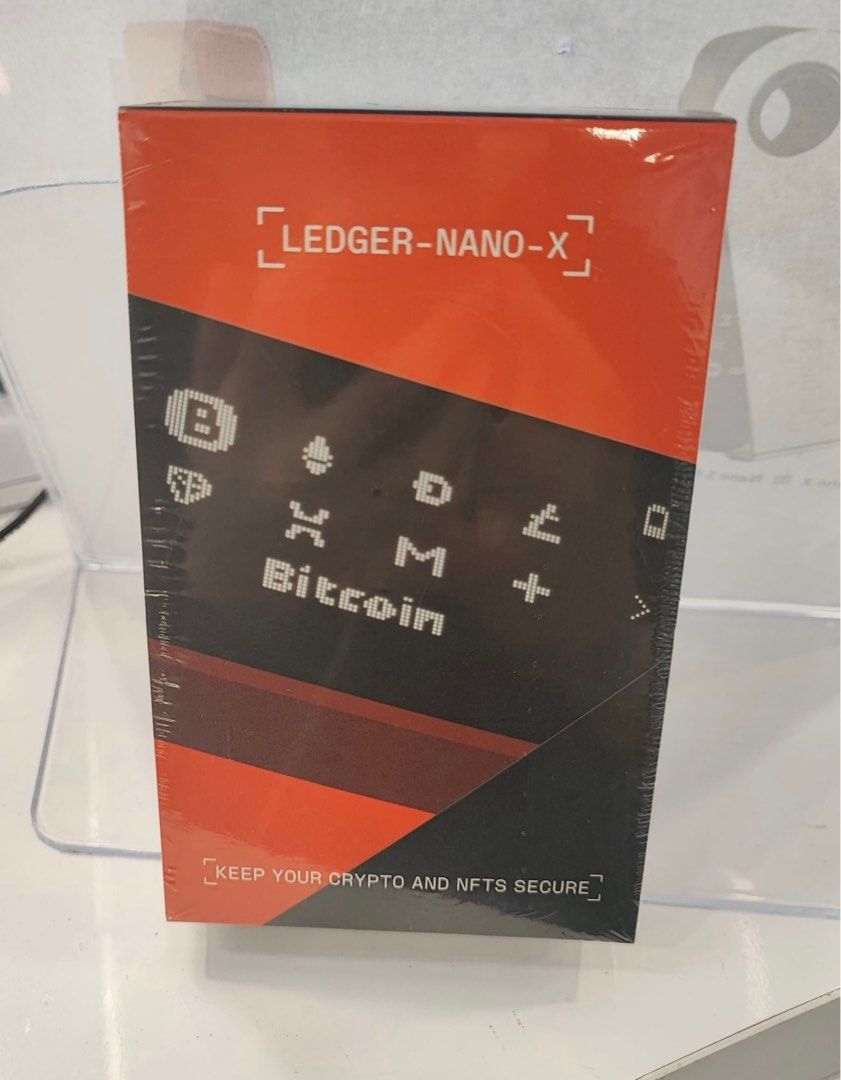 LEDGER-NANO-X
Bitcoin
KEEP YOUR CRYPTO AND NFTS SECURE